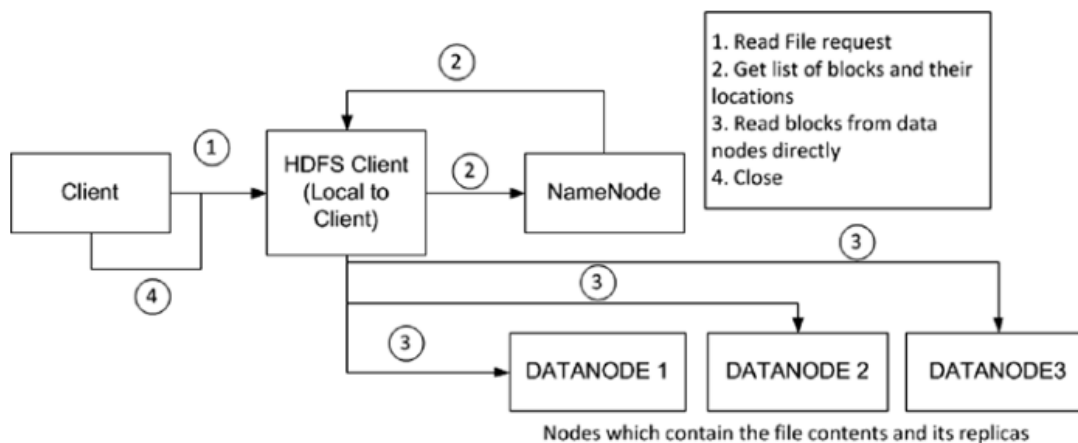 2
1. Read File request
2. Get list of blocks and their
locations
3. Read blocks from data
nodes directly
4. Close
1
Client
HDFS Client
(Local to
Client)
2
NameNode
4
3
3
3
DATANODE 1
DATANODE 2
DATANODE3
Nodes which contain the file contents and its replicas